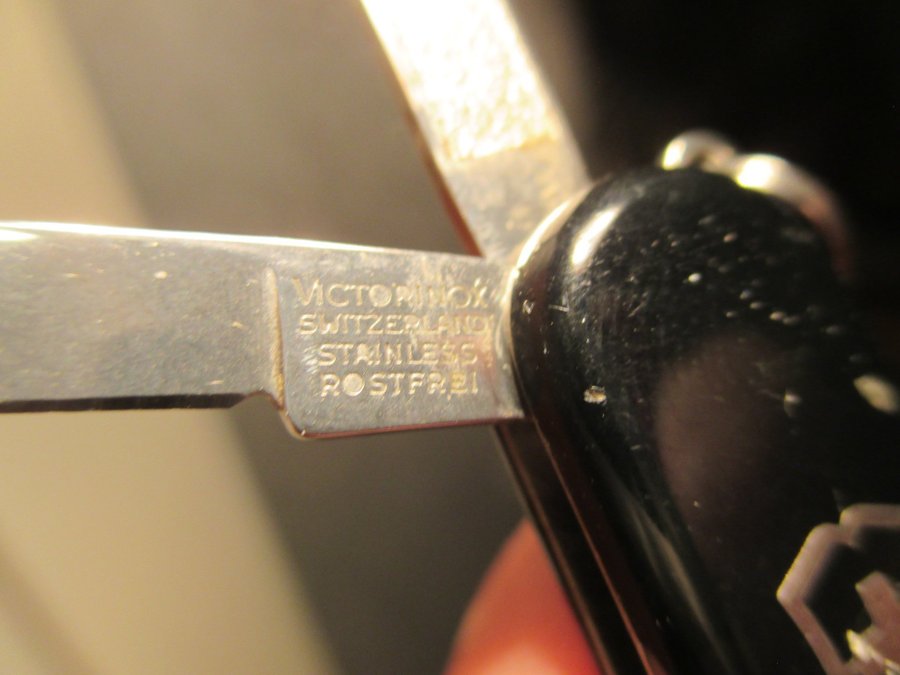 VICTORINOX
SWITZERLAND
STAINLESS
ROSTFREI